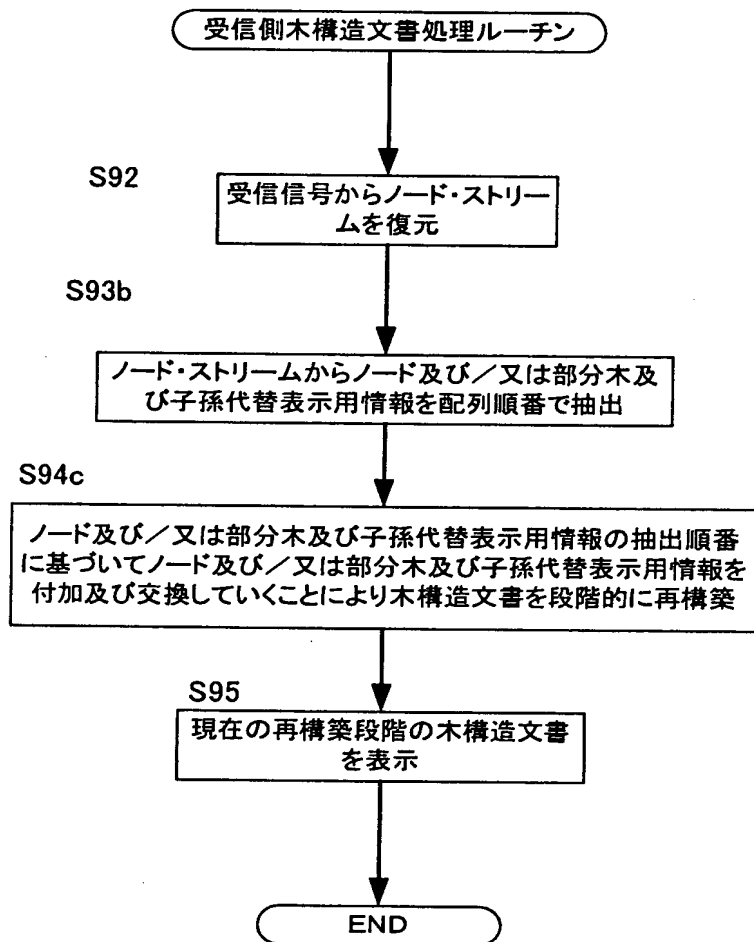 受信側木構造文書処理ルーチン
S92
受信信号からノード・ストリー
ムを復元
S93b
ノード・ストリームからノード及び／又は部分木及
び子孫代替表示用情報を配列順番で抽出
S94c
ノード及び／又は部分木及び子孫代替表示用情報の抽出順番
に基づいてノード及び／又は部分木及び子孫代替表示用情報を
付加及び交換していくことにより木構造文書を段階的に再構築
S95
現在の再構築段階の木構造文書
を表示
END